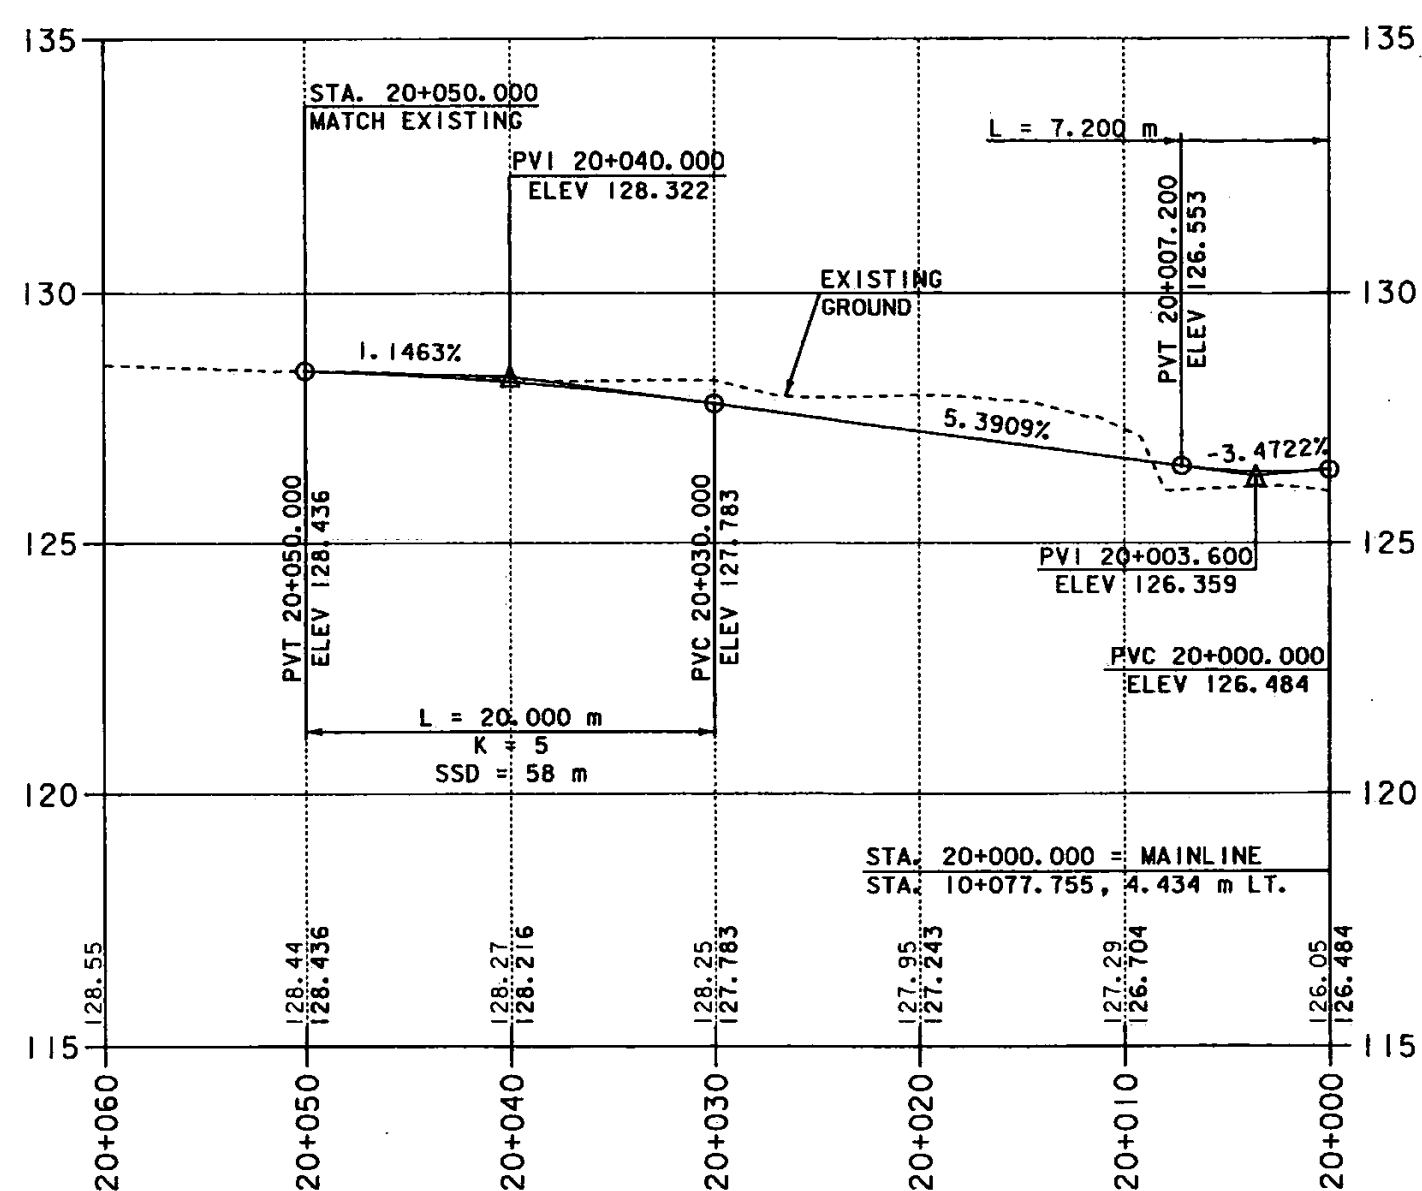 135
135
STA. 20+050.000
MATCH EXISTING
L = 7.200 m
PVI 20+040.000
ELEV 128.322
PVT 20+007.200
ELEV 126.553
130
130
EXISTING
GROUND
1.1463%
5.3909%
-3.4722%
PVT 20+050.000
ELEV 128.436
PVC 20+030.000
ELEV 127.783
125
125
PVI 20+003.600
ELEV 126.359
PVC 20+000.000
ELEV 126.484
L = 20.000 m
K = 5
SSD = 58 m
120
120
STA. 20+000.000 = MAINLINE
STA. 10+077.755, 4.434 m LT.
128.55
128.44
128.436
128.27
128.216
128.25
127.783
127.95
127.243
127.29
126.704
126.05
126.484
115
115
20+060
20+050
20+040
20+030
20+020
20+010
20+000